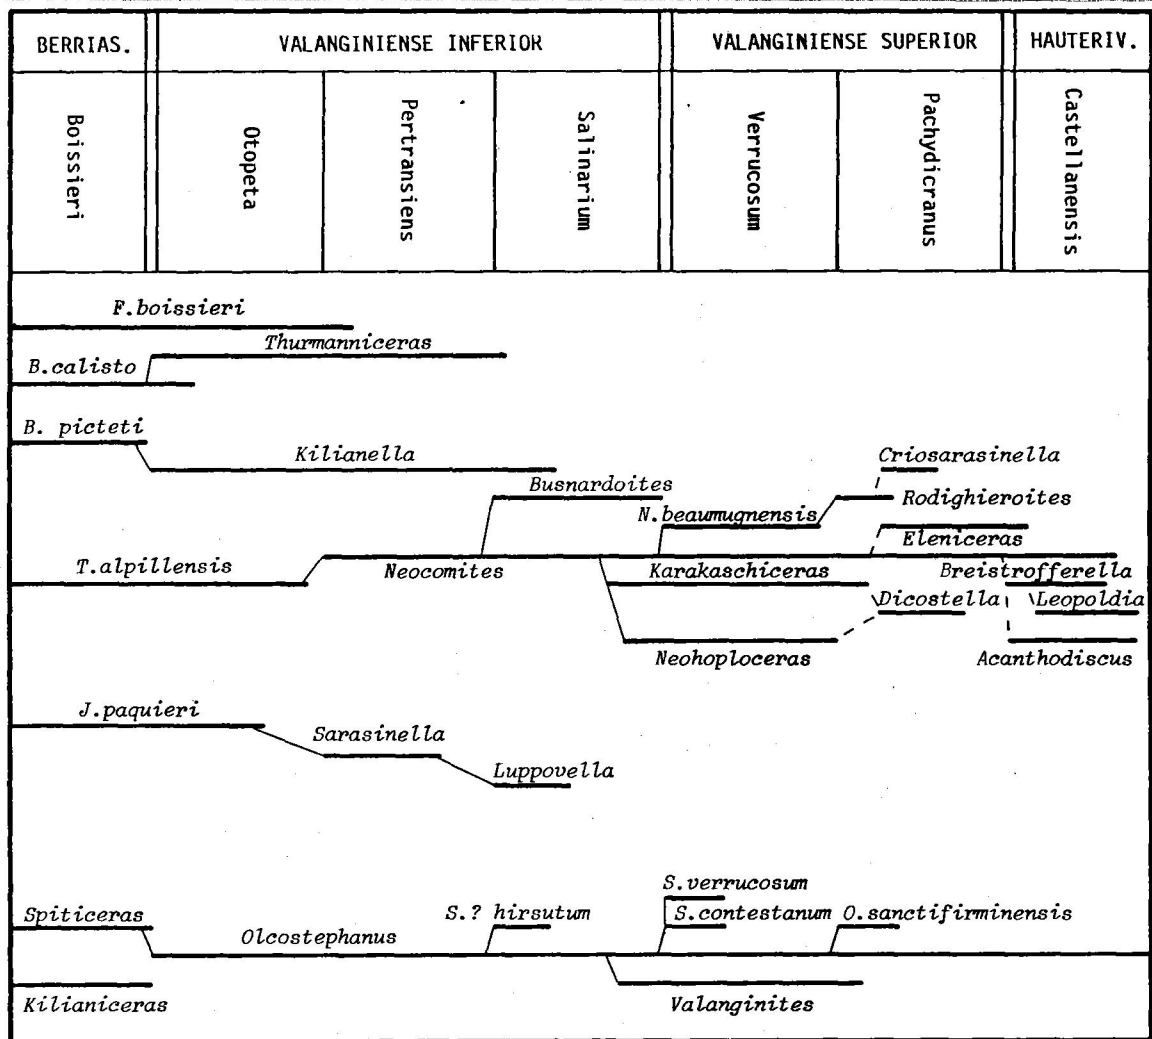 BERRIAS. VALANGINIENSE INFERIOR VALANGINIENSE SUPERIOR HAUTERIV.
Boissieri Otopeta Pertransiens Salinarium Verrucosum Pachydicranus Castellanensis
F.boissieri
Thurmanniceras
B.calisto
B. picteti
Kilianella
Criosarasinella
Busnardoites
Rodighieroites
N.beaumugnensis
Eleniceras
T.alpillensis
Neocomites
Karakaschiceras
Breistrofferella
Dicostella
Leopoldia
Neohoploceras
Acanthodiscus
J.paquieri
Sarasinella
Luppovella
S.verrucosum
Spiticeras
S.? hirsutum
S.contestanum
O.sanctifirminensis
Olcostephanus
Kilianiceras
Valanginites